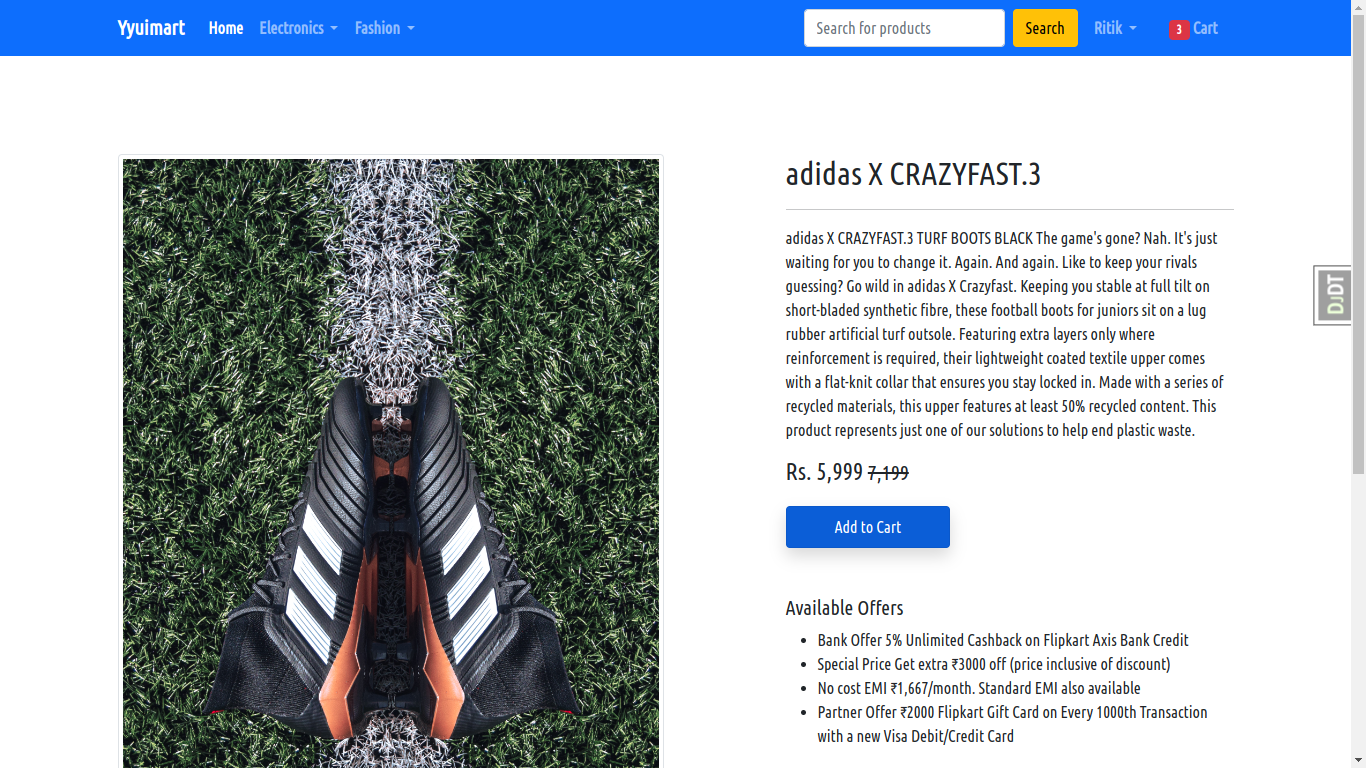 Yyuimart Home Electronics Fashion Search for products Search Ritik 3 Cart
adidas X CRAZYFAST.3
adidas X CRAZYFAST.3 TURF BOOTS BLACK The game's gone? Nah. It's just
waiting for you to change it. Again. And again. Like to keep your rivals
guessing? Go wild in adidas X Crazyfast. Keeping you stable at full tilt on
short-bladed synthetic fibre, these football boots for juniors sit on a lug
rubber artificial turf outsole. Featuring extra layers only where
reinforcement is required, their lightweight coated textile upper comes
with a flat-knit collar that ensures you stay locked in. Made with a series of
recycled materials, this upper features at least 50% recycled content. This
product represents just one of our solutions to help end plastic waste.
Rs. 5,999 7,199
Add to Cart
Available Offers
Bank Offer 5% Unlimited Cashback on Flipkart Axis Bank Credit
Special Price Get extra ₹3000 off (price inclusive of discount)
No cost EMI ₹1,667/month. Standard EMI also available
Partner Offer ₹2000 Flipkart Gift Card on Every 1000th Transaction
with a new Visa Debit/Credit Card
DJDT